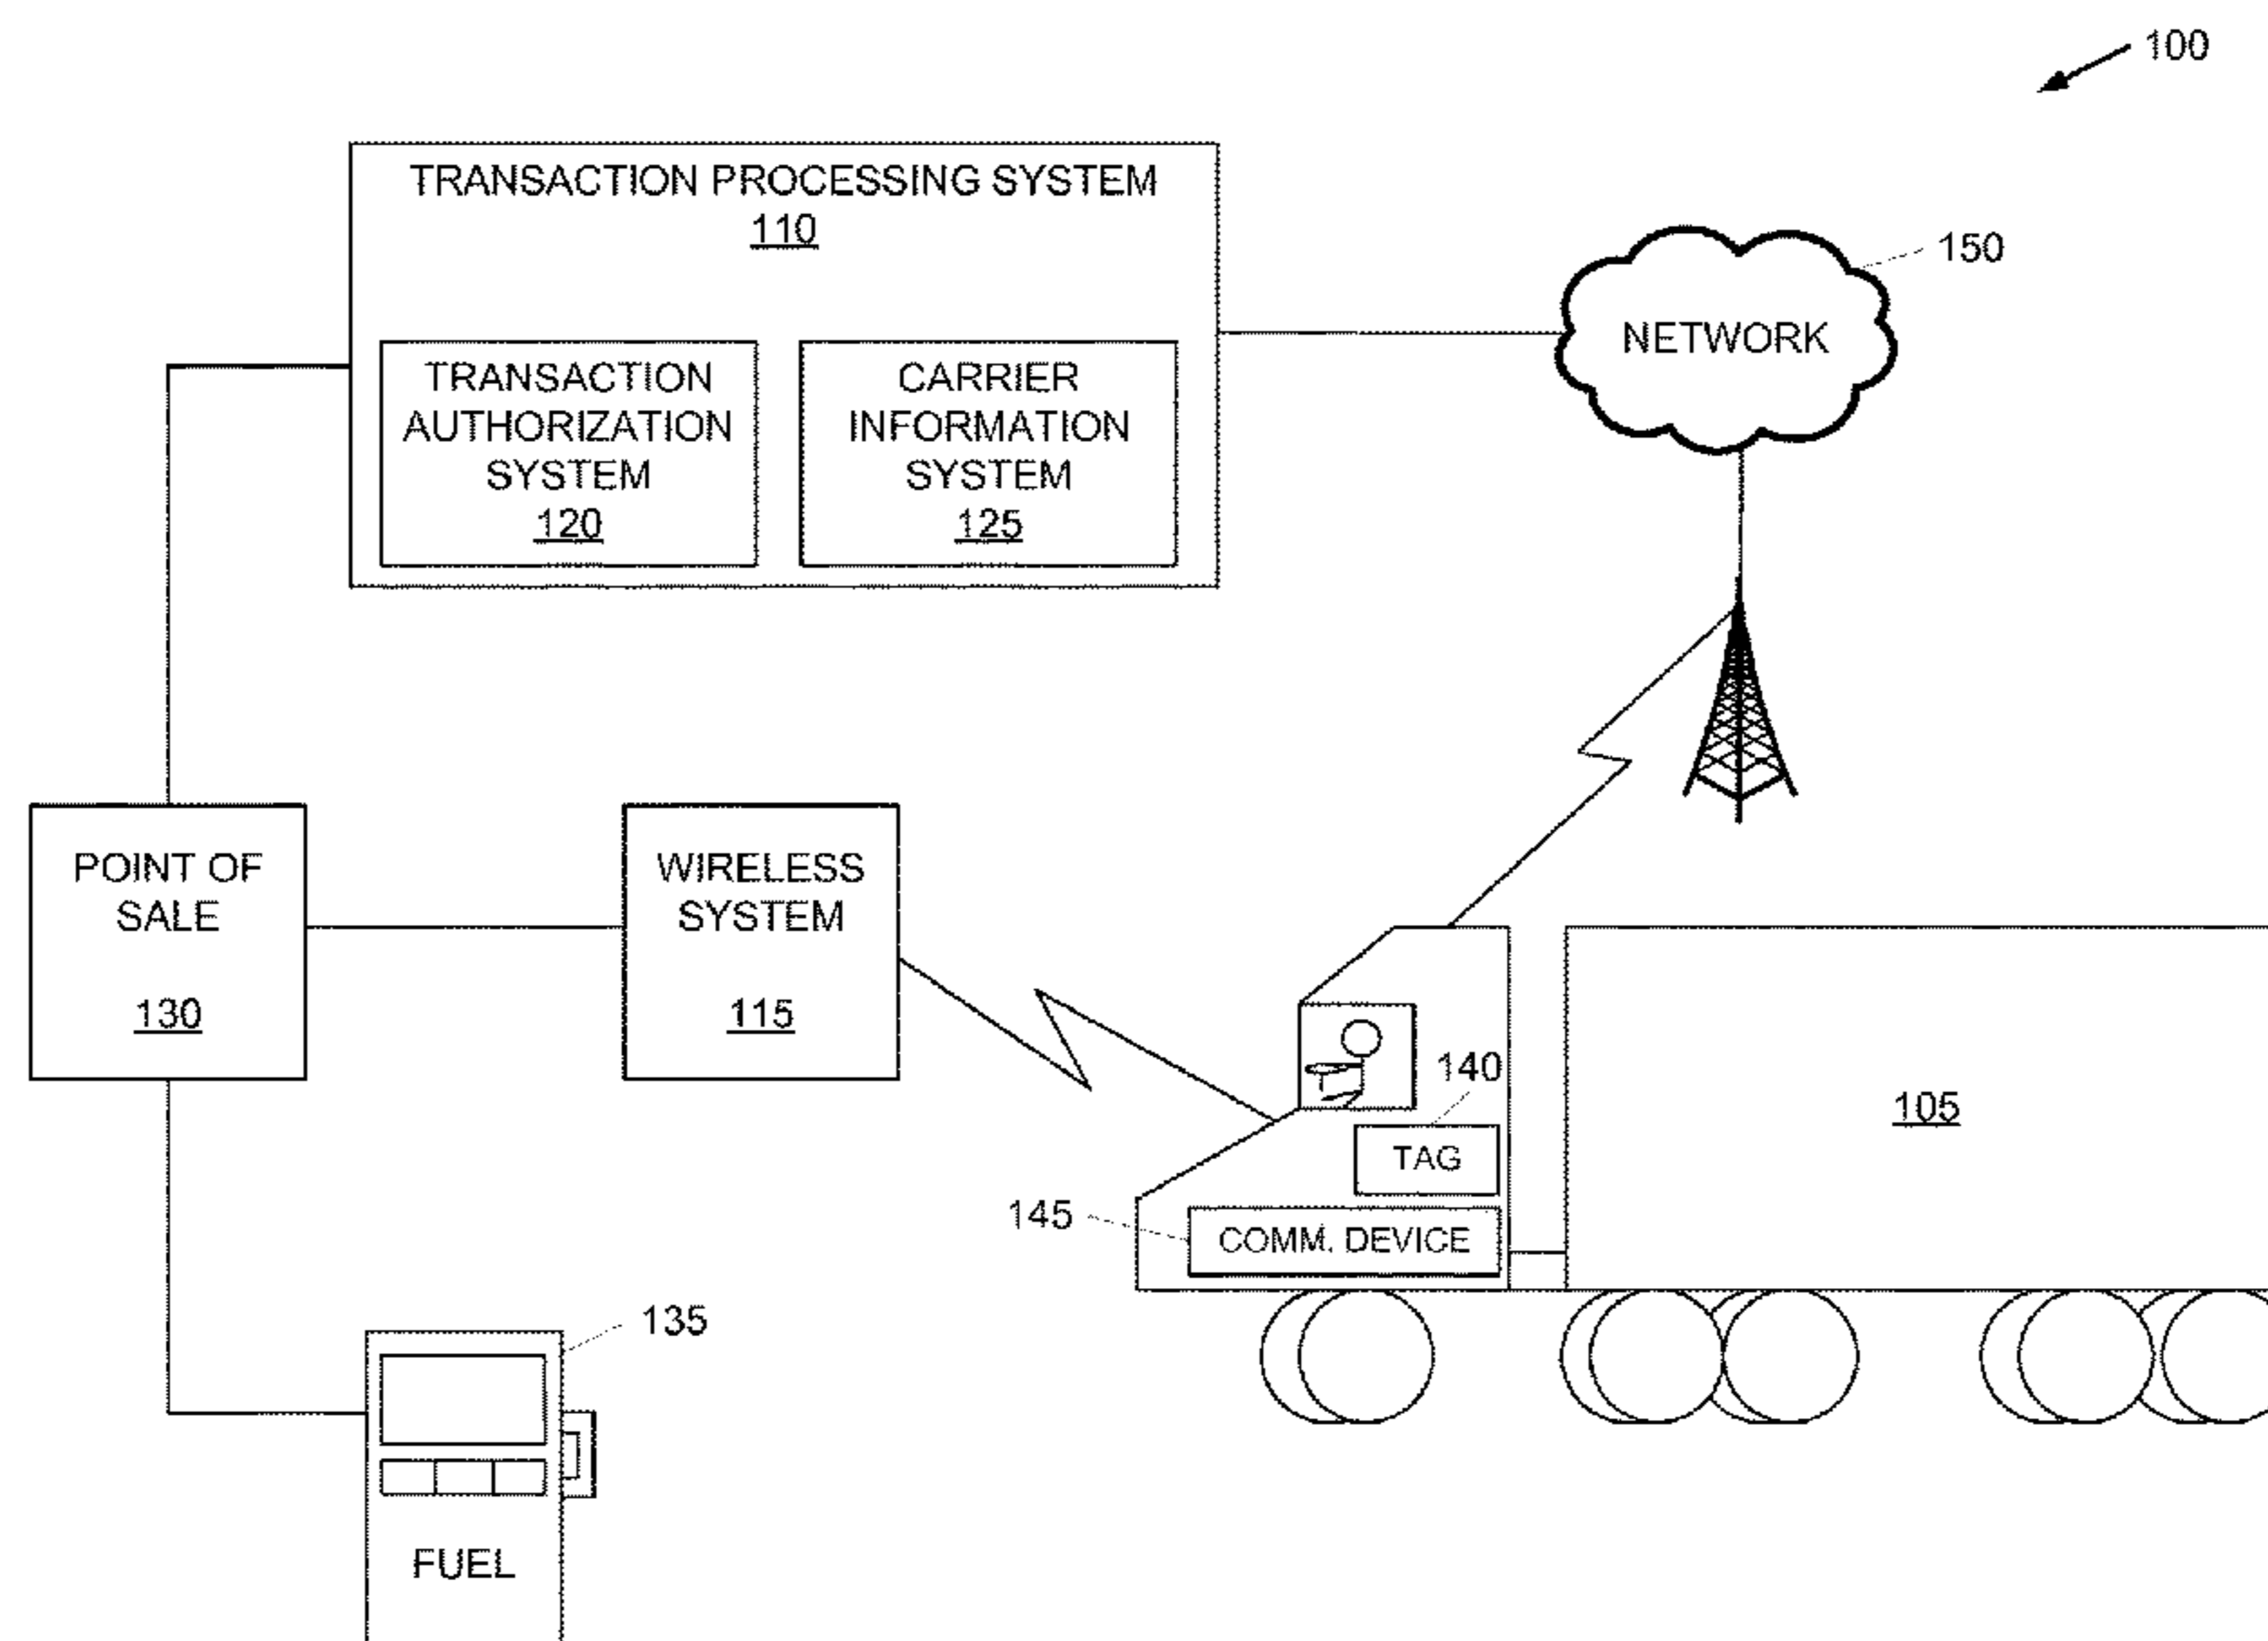 100
TRANSACTION PROCESSING SYSTEM
110
150
NETWORK
TRANSACTION
AUTHORIZATION
SYSTEM
120
CARRIER
INFORMATION
SYSTEM
125
POINT OF
SALE
130
WIRELESS
SYSTEM
115
140
TAG
105
145
COMM. DEVICE
135
FUEL